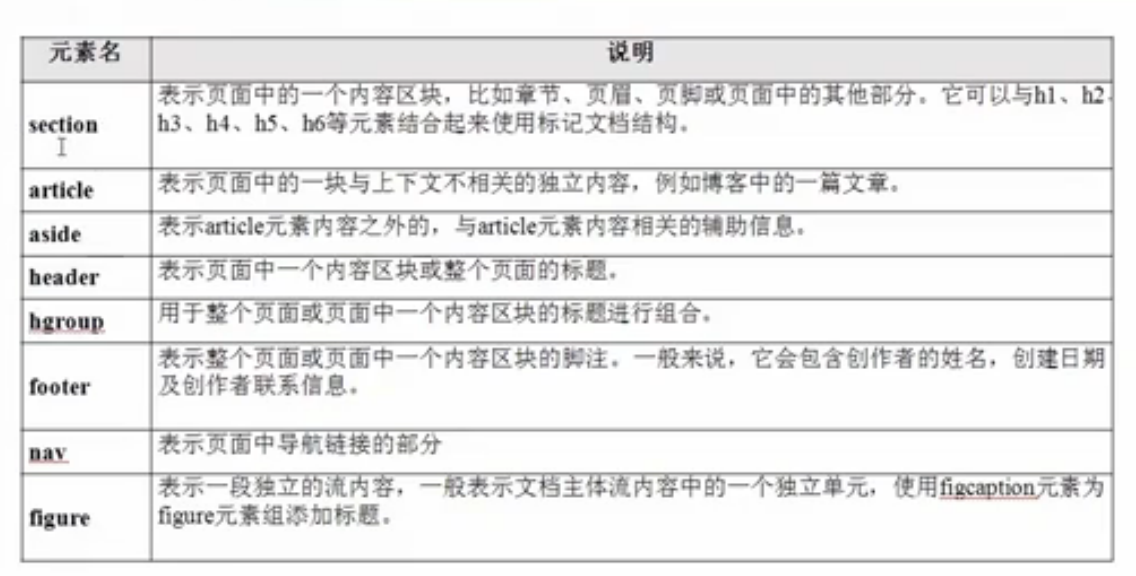 元素名 说明
section 表示页面中的一个内容区块，比如章节、页眉、页脚或页面中的其他部分。它可以与h1、h2、
h3、h4、h5、h6等元素结合起来使用标记文档结构。
article 表示页面中的一块与上下文不相关的独立内容，例如博客中的一篇文章。
aside 表示article元素内容之外的，与article元素内容相关的辅助信息。
header 表示页面中一个内容区块或整个页面的标题。
hgroup 用于整个页面或页面中一个内容区块的标题进行组合。
footer 表示整个页面或页面中一个内容区块的脚注。一般来说，它会包含创作者的姓名，创建日期
及创作者联系信息。
nav 表示页面中导航链接的部分
figure 表示一段独立的流内容，一般表示文档主体流内容中的一个独立单元，使用figcaption元素为
figure元素组添加标题。